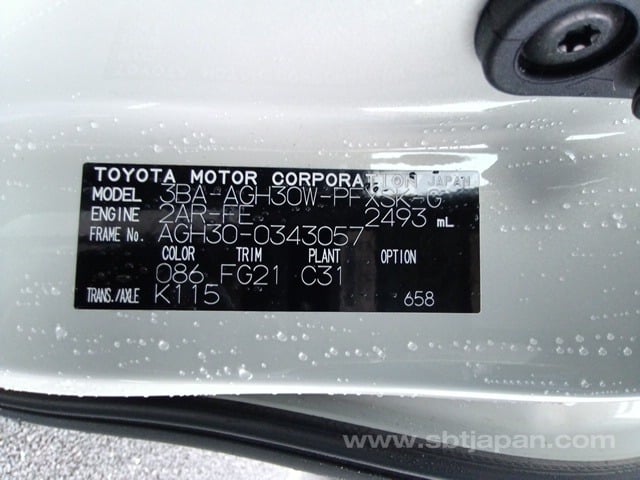 TOYOTA MOTOR CORPORATION JAPAN
MODEL 3BA-AGH30W-PFXSK-G
ENGINE 2AR-FE 2493 mL
FRAME No. AGH30-0343057
COLOR TRIM PLANT OPTION
086 FG21 C31
TRANS./AXLE K115 658
www.sbtjapan.com